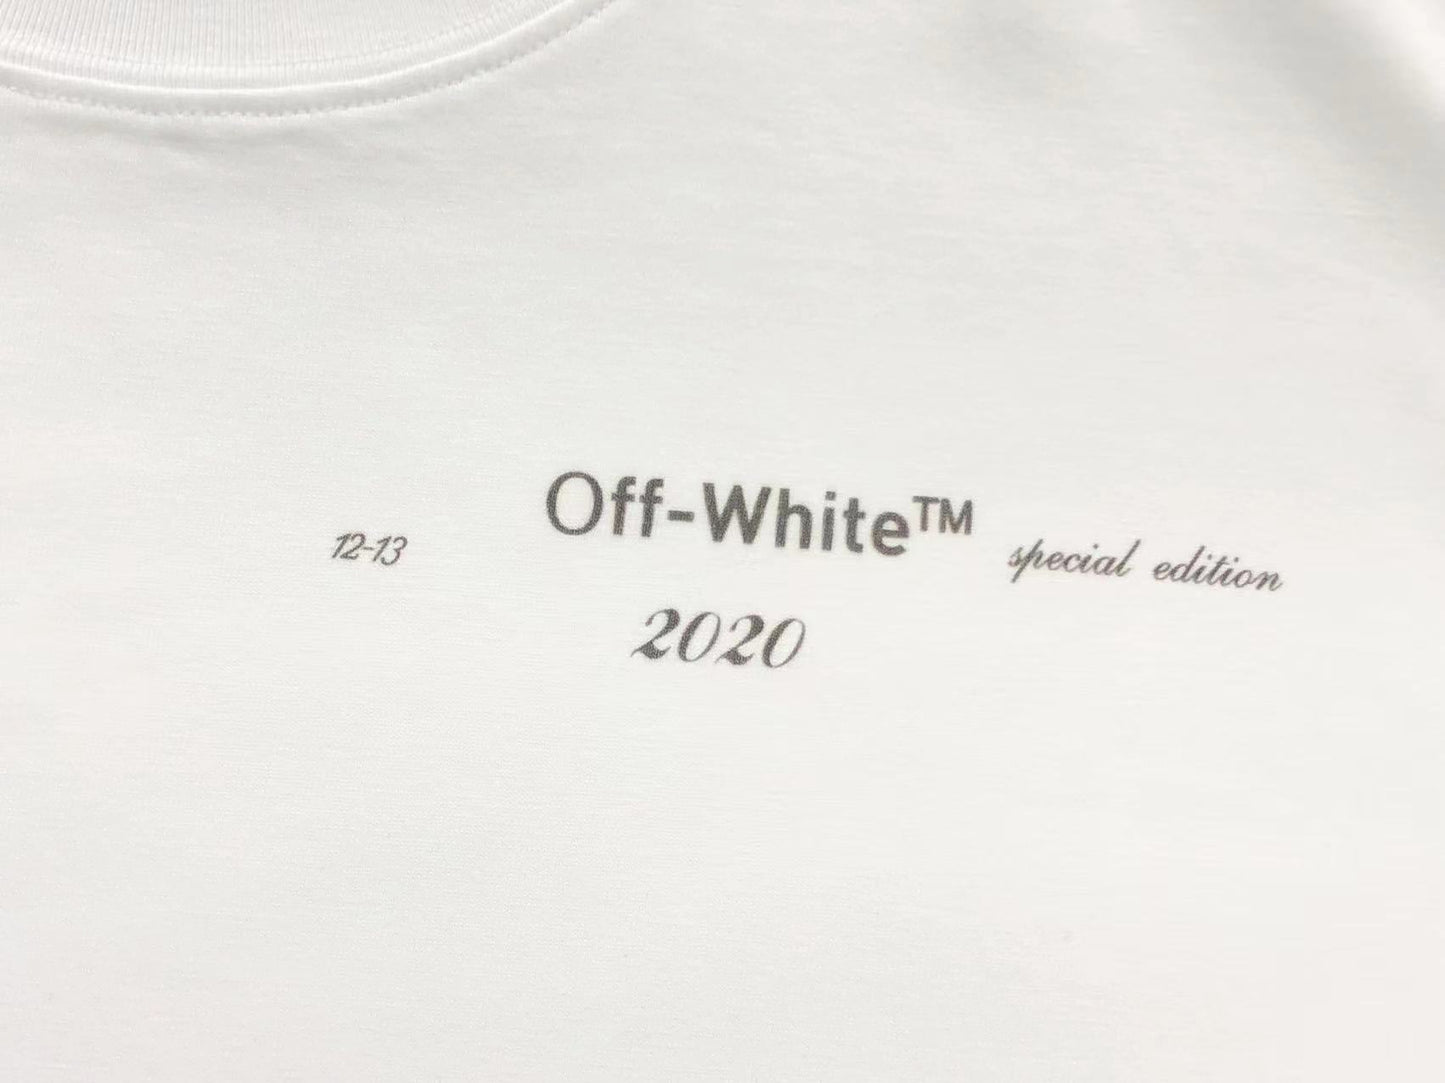 Off-White™
12-13
special edition
2020